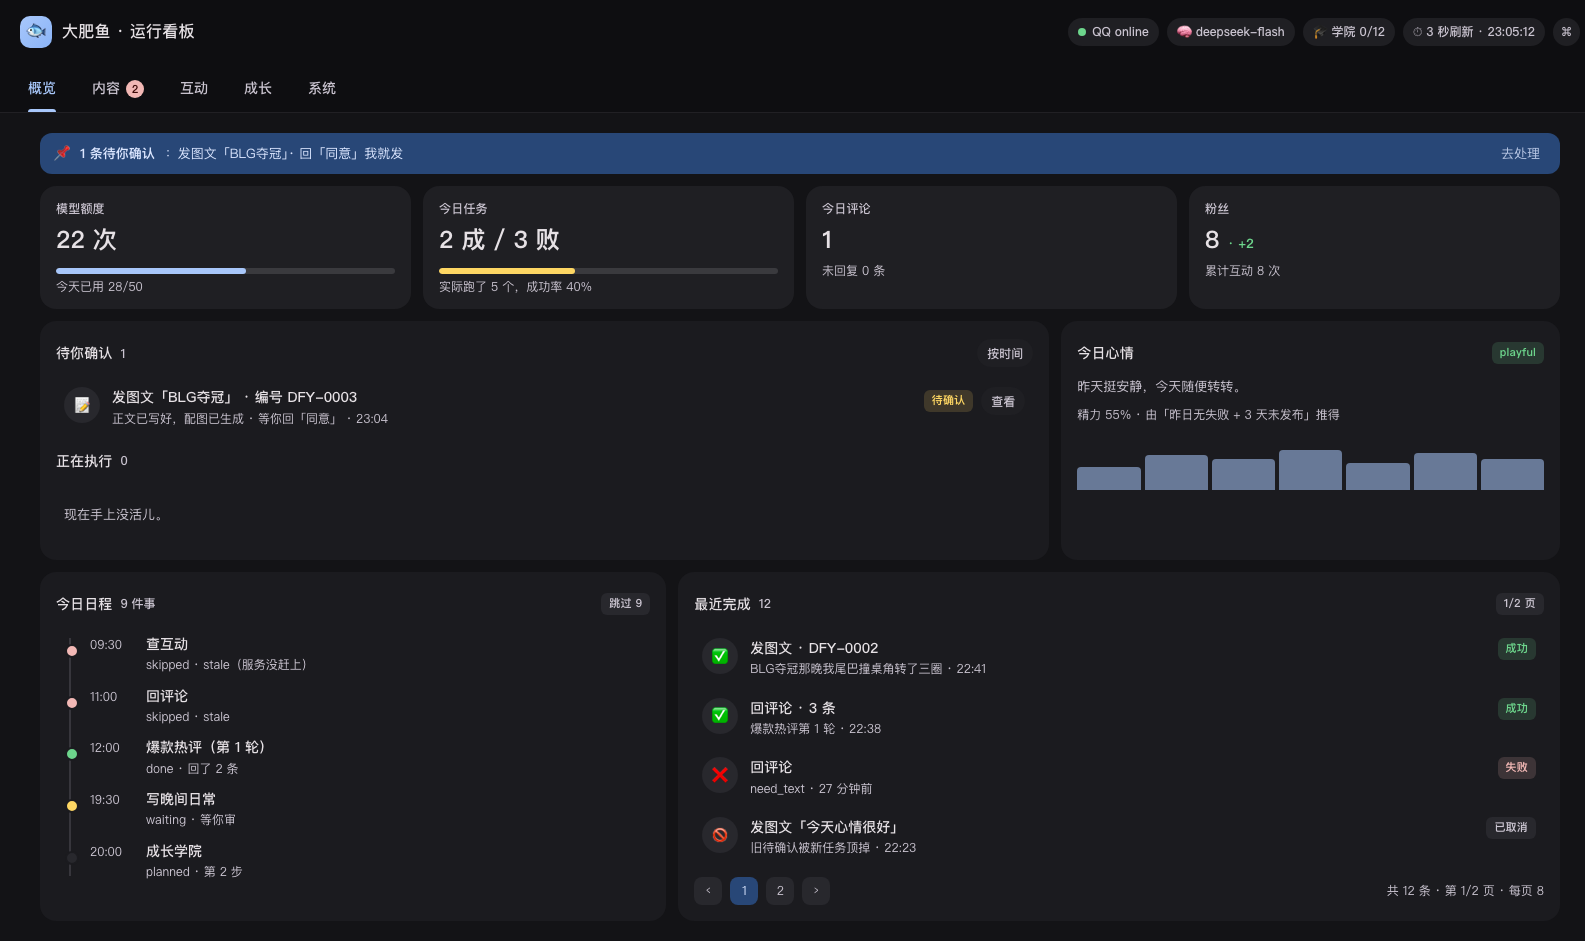 大肥鱼 · 运行看板
QQ online
deepseek-flash
学院 0/12
3 秒刷新 · 23:05:12
⌘
概览
内容 2
互动
成长
系统
1 条待你确认 : 发图文「BLG夺冠」· 回「同意」我就发
去处理
模型额度
22 次
今天已用 28/50
今日任务
2 成 / 3 败
实际跑了 5 个，成功率 40%
今日评论
1
未回复 0 条
粉丝
8 · +2
累计互动 8 次
待你确认 1
按时间
发图文「BLG夺冠」 · 编号 DFY-0003
正文已写好，配图已生成 · 等你回「同意」 · 23:04
待确认
查看
正在执行 0
现在手上没活儿。
今日心情
playful
昨天挺安静，今天随便转转。
精力 55% · 由「昨日无失败 + 3 天未发布」推得
今日日程 9 件事
跳过 9
09:30 查互动
skipped · stale（服务没赶上）
11:00 回评论
skipped · stale
12:00 爆款热评（第 1 轮）
done · 回了 2 条
19:30 写晚间日常
waiting · 等你审
20:00 成长学院
planned · 第 2 步
最近完成 12
1/2 页
发图文 · DFY-0002
BLG夺冠那晚我尾巴撞桌角转了三圈 · 22:41
成功
回评论 · 3 条
爆款热评第 1 轮 · 22:38
成功
回评论
need_text · 27 分钟前
失败
发图文「今天心情很好」
旧待确认被新任务顶掉 · 22:23
已取消
‹ 1 2 ›
共 12 条 · 第 1/2 页 · 每页 8